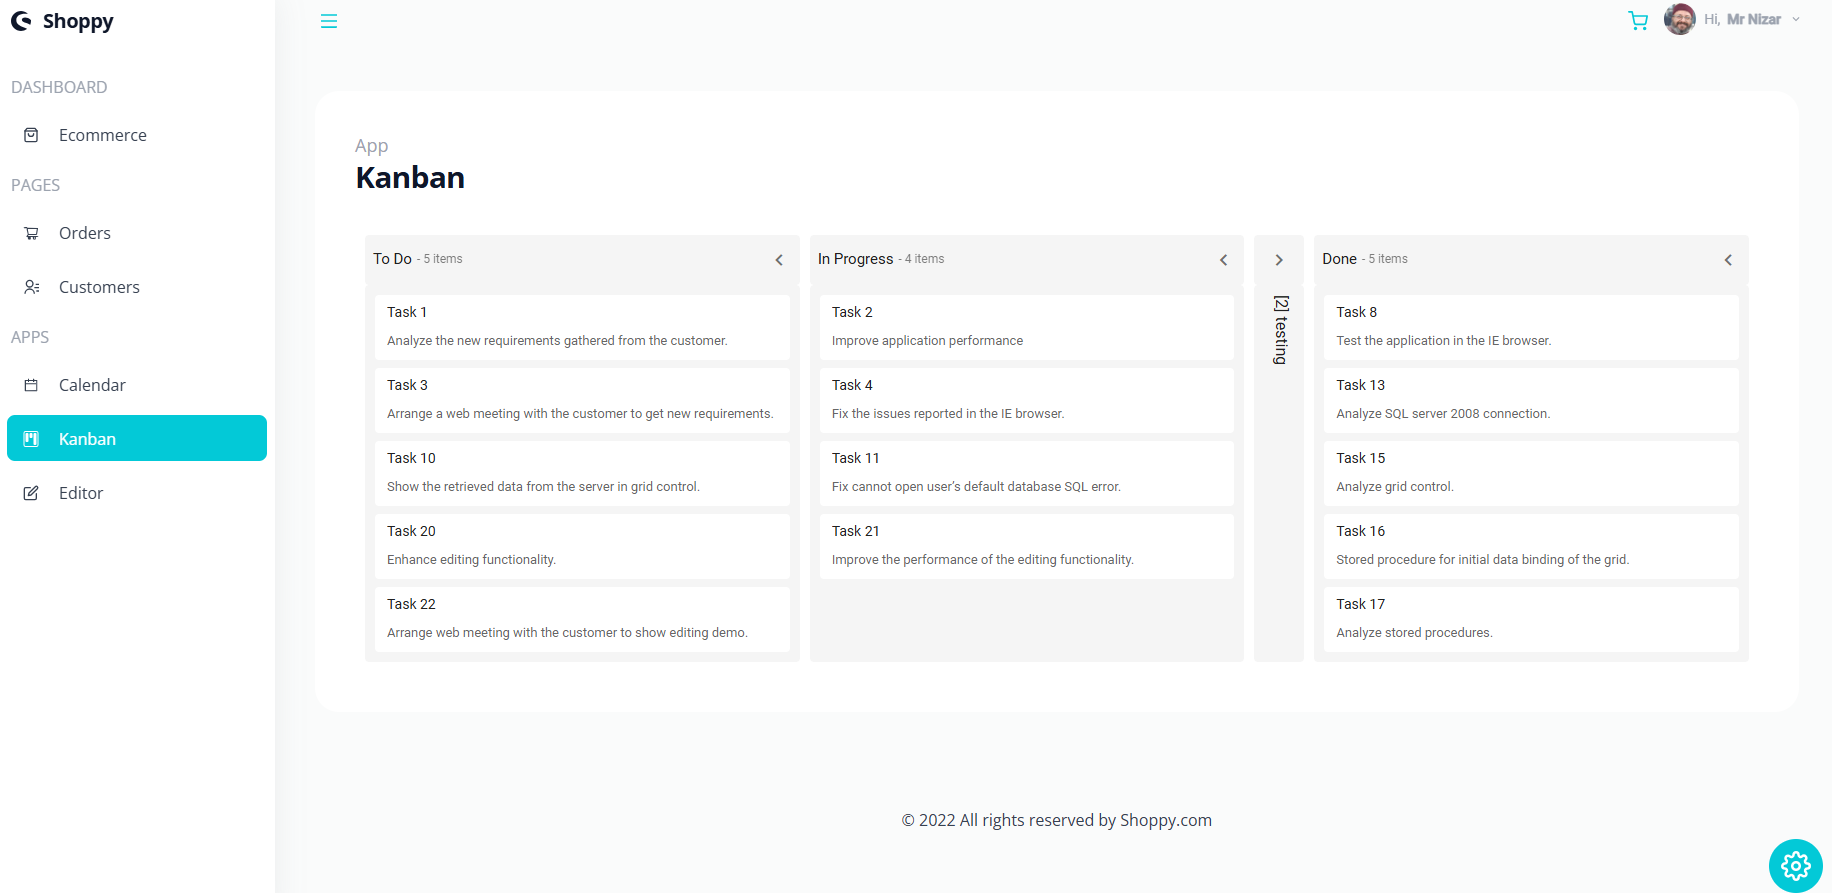 Shoppy
Hi, Mr Nizar
DASHBOARD
Ecommerce
PAGES
Orders
Customers
APPS
Calendar
Kanban
Editor
App
Kanban
To Do - 5 items
Task 1
Analyze the new requirements gathered from the customer.
Task 3
Arrange a web meeting with the customer to get new requirements.
Task 10
Show the retrieved data from the server in grid control.
Task 20
Enhance editing functionality.
Task 22
Arrange web meeting with the customer to show editing demo.
In Progress - 4 items
Task 2
Improve application performance
Task 4
Fix the issues reported in the IE browser.
Task 11
Fix cannot open user's default database SQL error.
Task 21
Improve the performance of the editing functionality.
[2] testing
Done - 5 items
Task 8
Test the application in the IE browser.
Task 13
Analyze SQL server 2008 connection.
Task 15
Analyze grid control.
Task 16
Stored procedure for initial data binding of the grid.
Task 17
Analyze stored procedures.
© 2022 All rights reserved by Shoppy.com